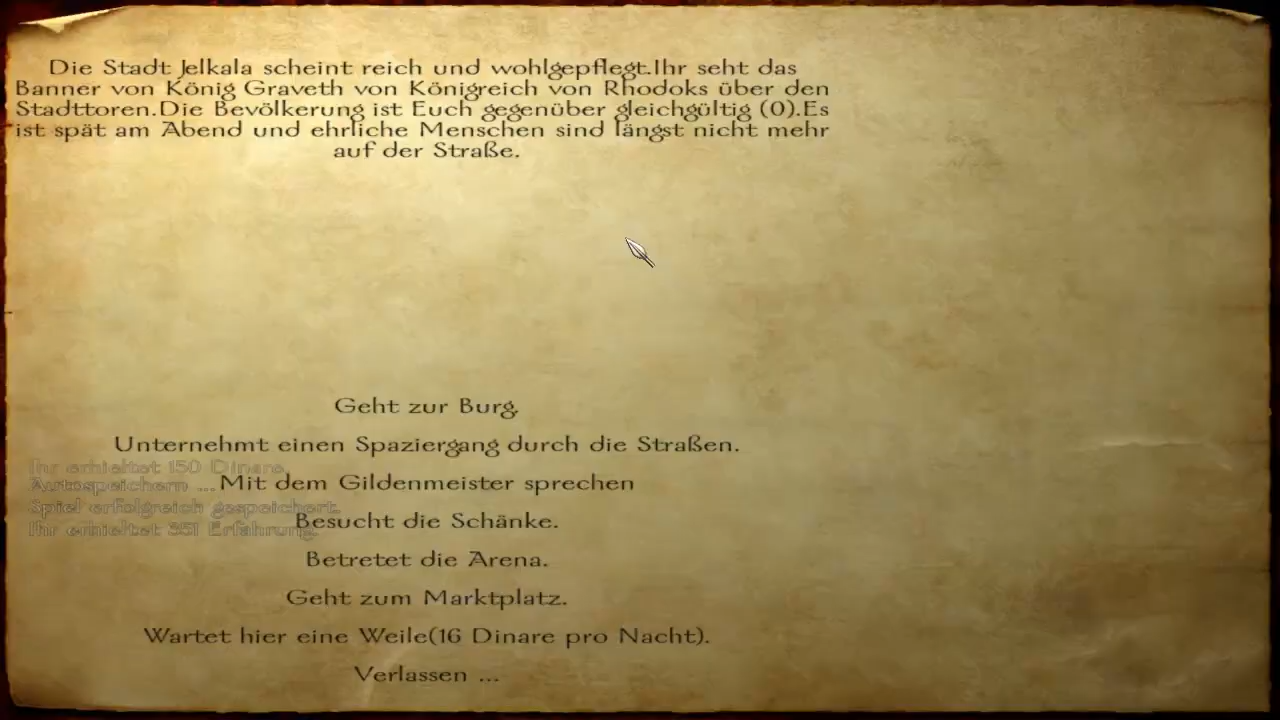 Die Stadt Jelkala scheint reich und wohlgepflegt.Ihr seht das
Banner von König Graveth von Königreich von Rhodoks über den
Stadttoren.Die Bevölkerung ist Euch gegenüber gleichgültig (0).Es
ist spät am Abend und ehrliche Menschen sind längst nicht mehr
auf der Straße.
Geht zur Burg.
Unternehmt einen Spaziergang durch die Straßen.
Ihr erhieltet 150 Dinare.
Autospeichern ...
Mit dem Gildenmeister sprechen
Spiel erfolgreich gespeichert.
Besucht die Schänke.
Ihr erhieltet 351 Erfahrung.
Betretet die Arena.
Geht zum Marktplatz.
Wartet hier eine Weile(16 Dinare pro Nacht).
Verlassen ...